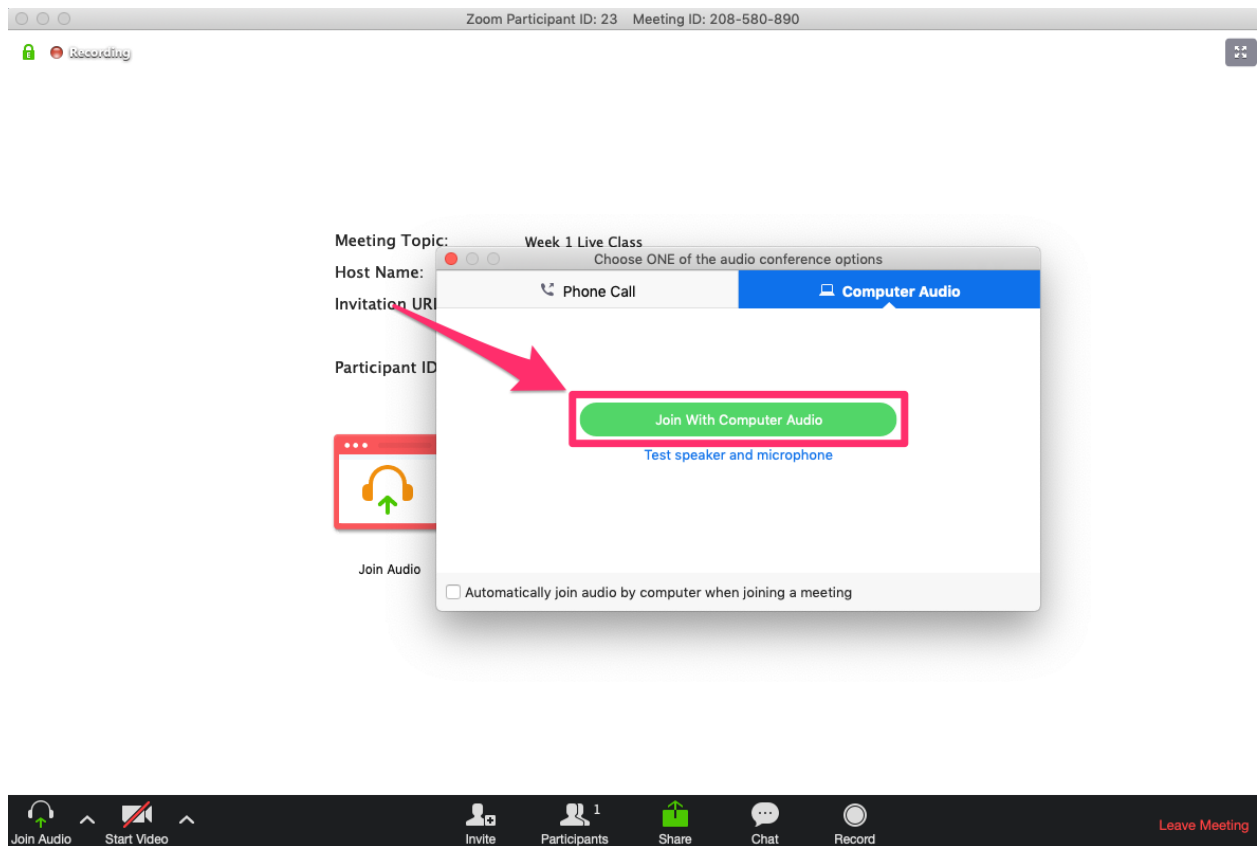 Zoom Participant ID: 23 Meeting ID: 208-580-890
Recording
Meeting Topic: Week 1 Live Class
Host Name:
Invitation URL
Participant ID
Choose ONE of the audio conference options
Phone Call
Computer Audio
Join With Computer Audio
Test speaker and microphone
Automatically join audio by computer when joining a meeting
Join Audio
Join Audio
Start Video
Invite
1
Participants
Share
Chat
Record
Leave Meeting